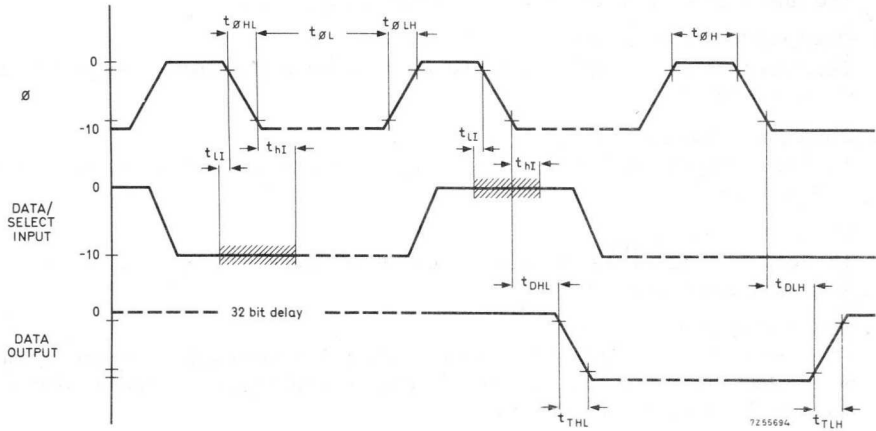 tøHL
tøL
tøLH
tøH
0
ø
-10
tLI
thI
tLI
thI
0
DATA/
SELECT
INPUT
-10
tDHL
tDLH
0
32 bit delay
DATA
OUTPUT
tTHL
7Z55694
tTLH